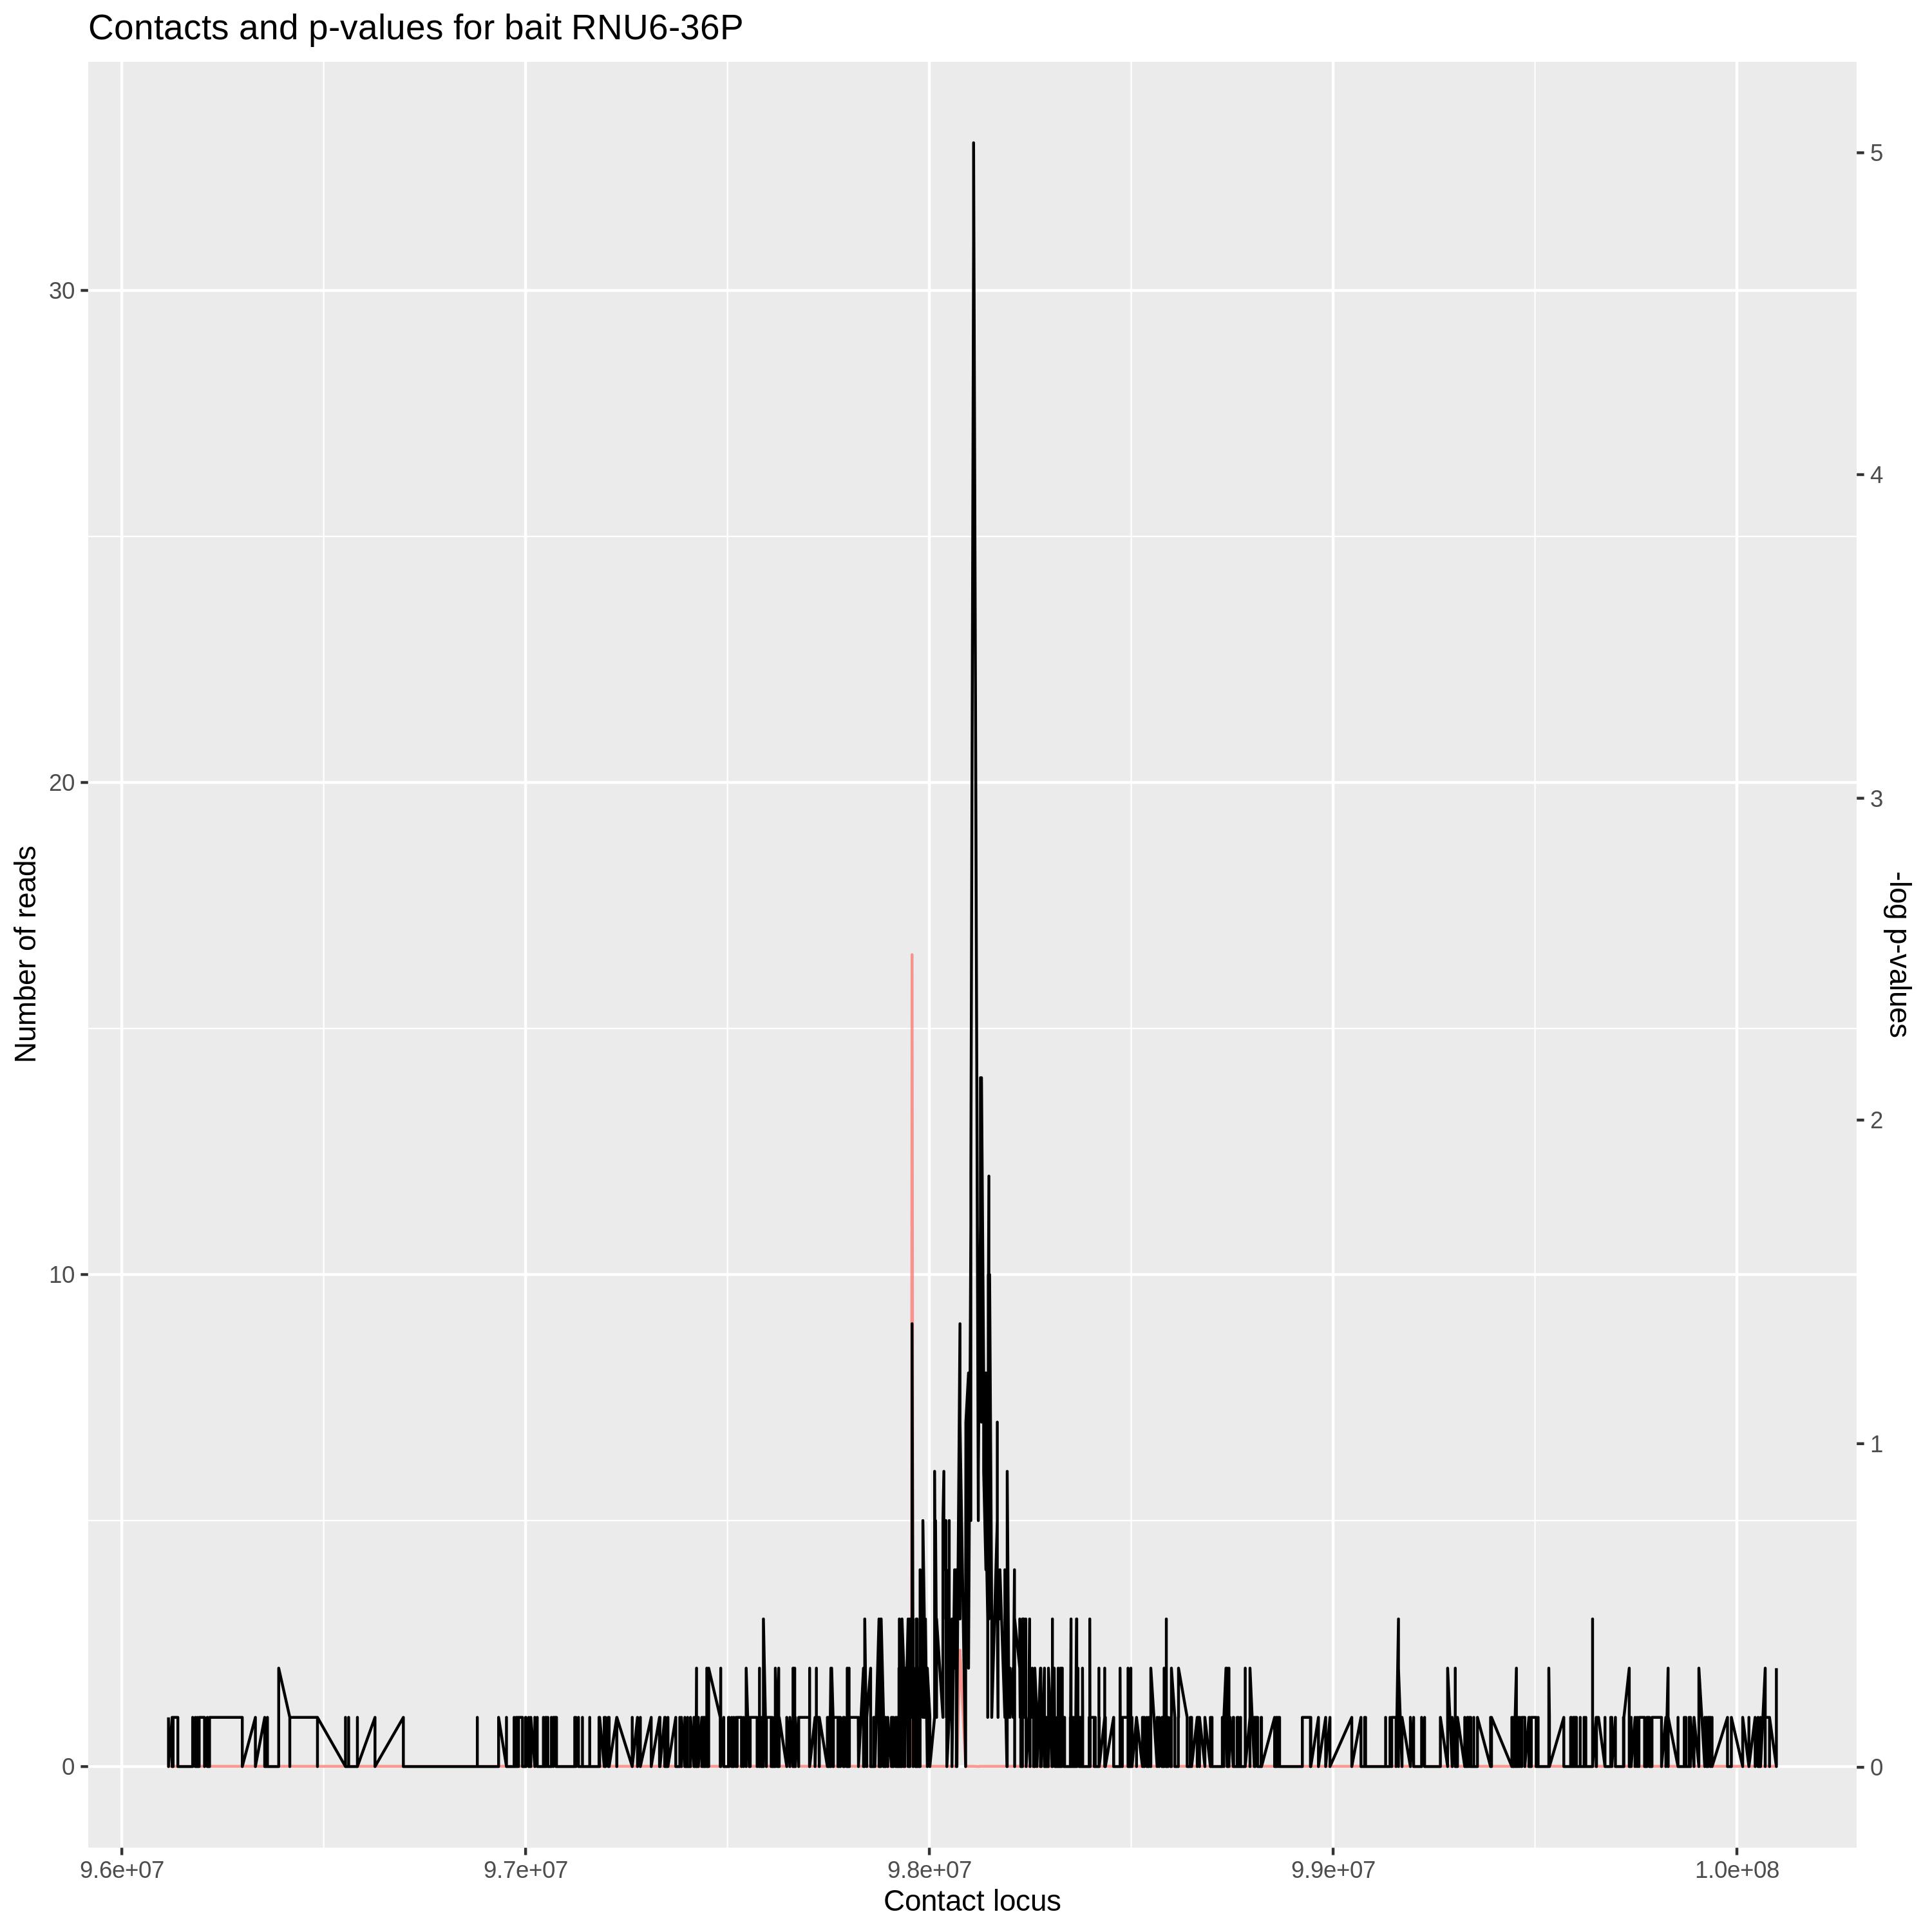 Contacts and p-values for bait RNU6-36P
Number of reads
30
20
10
0
5
4
3
2
1
0
-log p-values
9.6e+07
9.7e+07
9.8e+07
9.9e+07
1.0e+08
Contact locus